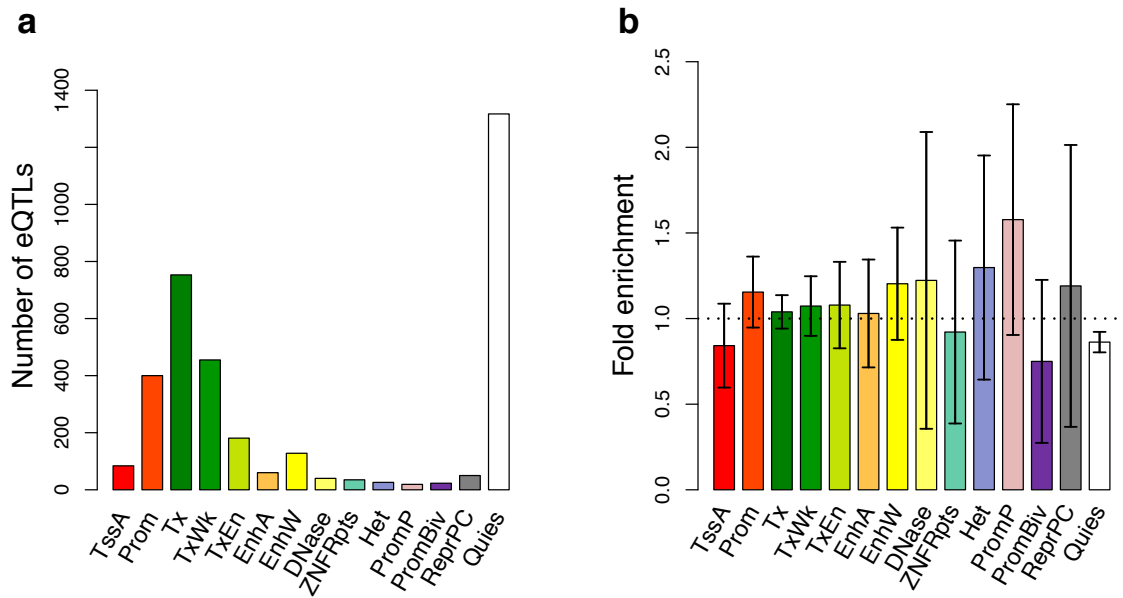 a
Number of eQTLs
0
200
400
600
800
1000
1400
TssA
Prom
Tx
TxWk
TxEn
EnhA
EnhW
DNase
ZNFRpts
Het
PromP
PromBiv
ReprPC
Quies
b
Fold enrichment
0.0
0.5
1.0
1.5
2.0
2.5
TssA
Prom
Tx
TxWk
TxEn
EnhA
EnhW
DNase
ZNFRpts
Het
PromP
PromBiv
ReprPC
Quies